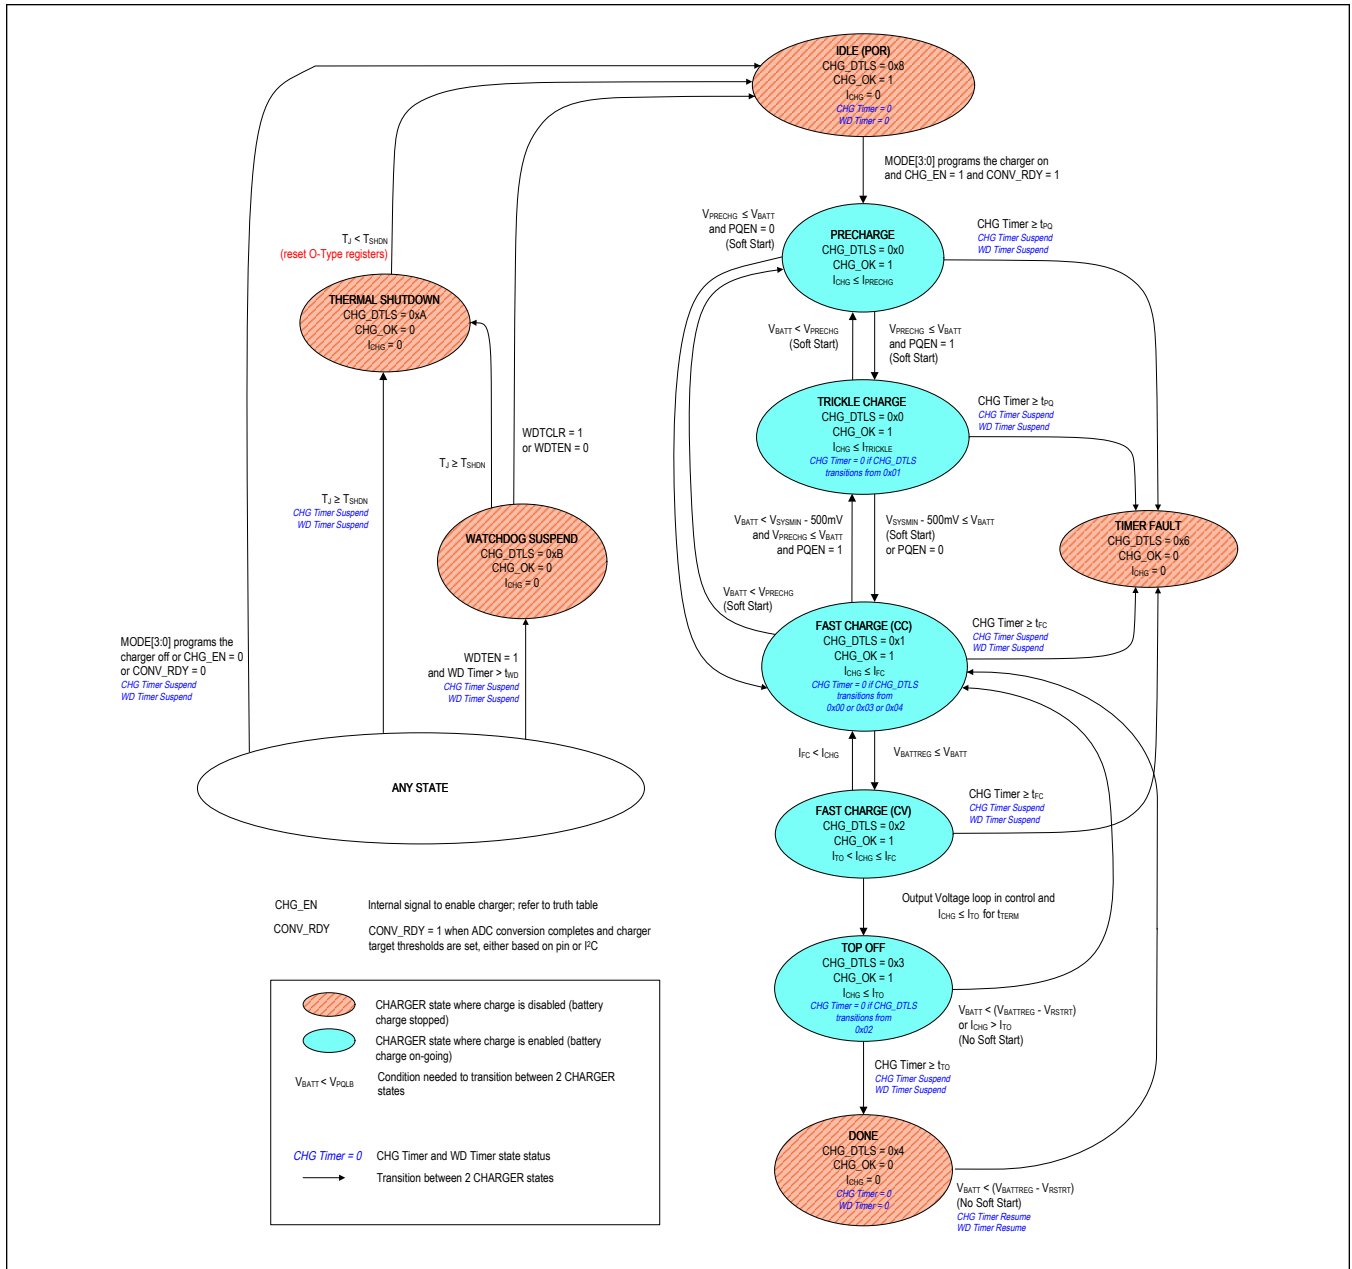 IDLE (POR)
CHG_DTLS = 0x8
CHG_OK = 1
ICHG = 0
CHG Timer = 0
WD Timer = 0
MODE[3:0] programs the charger on
and CHG_EN = 1 and CONV_RDY = 1
VPRECHG ≤ VBATT
and PQEN = 0
(Soft Start)
PRECHARGE
CHG_DTLS = 0x0
CHG_OK = 1
ICHG ≤ IPRECHG
CHG Timer ≥ tPQ
CHG Timer Suspend
WD Timer Suspend
TJ < TSHDN
(reset O-Type registers)
THERMAL SHUTDOWN
CHG_DTLS = 0xA
CHG_OK = 0
ICHG = 0
VBATT < VPRECHG
(Soft Start)
VPRECHG ≤ VBATT
and PQEN = 1
(Soft Start)
TRICKLE CHARGE
CHG_DTLS = 0x0
CHG_OK = 1
ICHG ≤ ITRICKLE
CHG Timer = 0 if CHG_DTLS
transitions from 0x01
CHG Timer ≥ tPQ
CHG Timer Suspend
WD Timer Suspend
WDTCLR = 1
or WDTEN = 0
TJ ≥ TSHDN
TJ ≥ TSHDN
CHG Timer Suspend
WD Timer Suspend
WATCHDOG SUSPEND
CHG_DTLS = 0xB
CHG_OK = 0
ICHG = 0
VBATT < VSYSMIN - 500mV
and VPRECHG ≤ VBATT
and PQEN = 1
VSYSMIN - 500mV ≤ VBATT
(Soft Start)
or PQEN = 0
TIMER FAULT
CHG_DTLS = 0x6
CHG_OK = 0
ICHG = 0
VBATT < VPRECHG
(Soft Start)
FAST CHARGE (CC)
CHG_DTLS = 0x1
CHG_OK = 1
ICHG ≤ IFC
CHG Timer = 0 if CHG_DTLS
transitions from
0x00 or 0x03 or 0x04
CHG Timer ≥ tFC
CHG Timer Suspend
WD Timer Suspend
MODE[3:0] programs the
charger off or CHG_EN = 0
or CONV_RDY = 0
CHG Timer Suspend
WD Timer Suspend
WDTEN = 1
and WD Timer > tWD
CHG Timer Suspend
WD Timer Suspend
ANY STATE
IFC < ICHG
VBATTREG ≤ VBATT
FAST CHARGE (CV)
CHG_DTLS = 0x2
CHG_OK = 1
ITO < ICHG ≤ IFC
CHG Timer ≥ tFC
CHG Timer Suspend
WD Timer Suspend
Output Voltage loop in control and
ICHG ≤ ITO for tTERM
TOP OFF
CHG_DTLS = 0x3
CHG_OK = 1
ICHG ≤ ITO
CHG Timer = 0 if CHG_DTLS
transitions from
0x02
VBATT < (VBATTREG - VRSTRT)
or ICHG > ITO
(No Soft Start)
CHG Timer ≥ tTO
CHG Timer Suspend
WD Timer Suspend
DONE
CHG_DTLS = 0x4
CHG_OK = 0
ICHG = 0
CHG Timer = 0
WD Timer = 0
VBATT < (VBATTREG - VRSTRT)
(No Soft Start)
CHG Timer Resume
WD Timer Resume
CHG_EN Internal signal to enable charger; refer to truth table
CONV_RDY CONV_RDY = 1 when ADC conversion completes and charger
target thresholds are set, either based on pin or I²C
CHARGER state where charge is disabled (battery
charge stopped)
CHARGER state where charge is enabled (battery
charge on-going)
VBATT < VPQLB Condition needed to transition between 2 CHARGER
states
CHG Timer = 0 CHG Timer and WD Timer state status
Transition between 2 CHARGER states